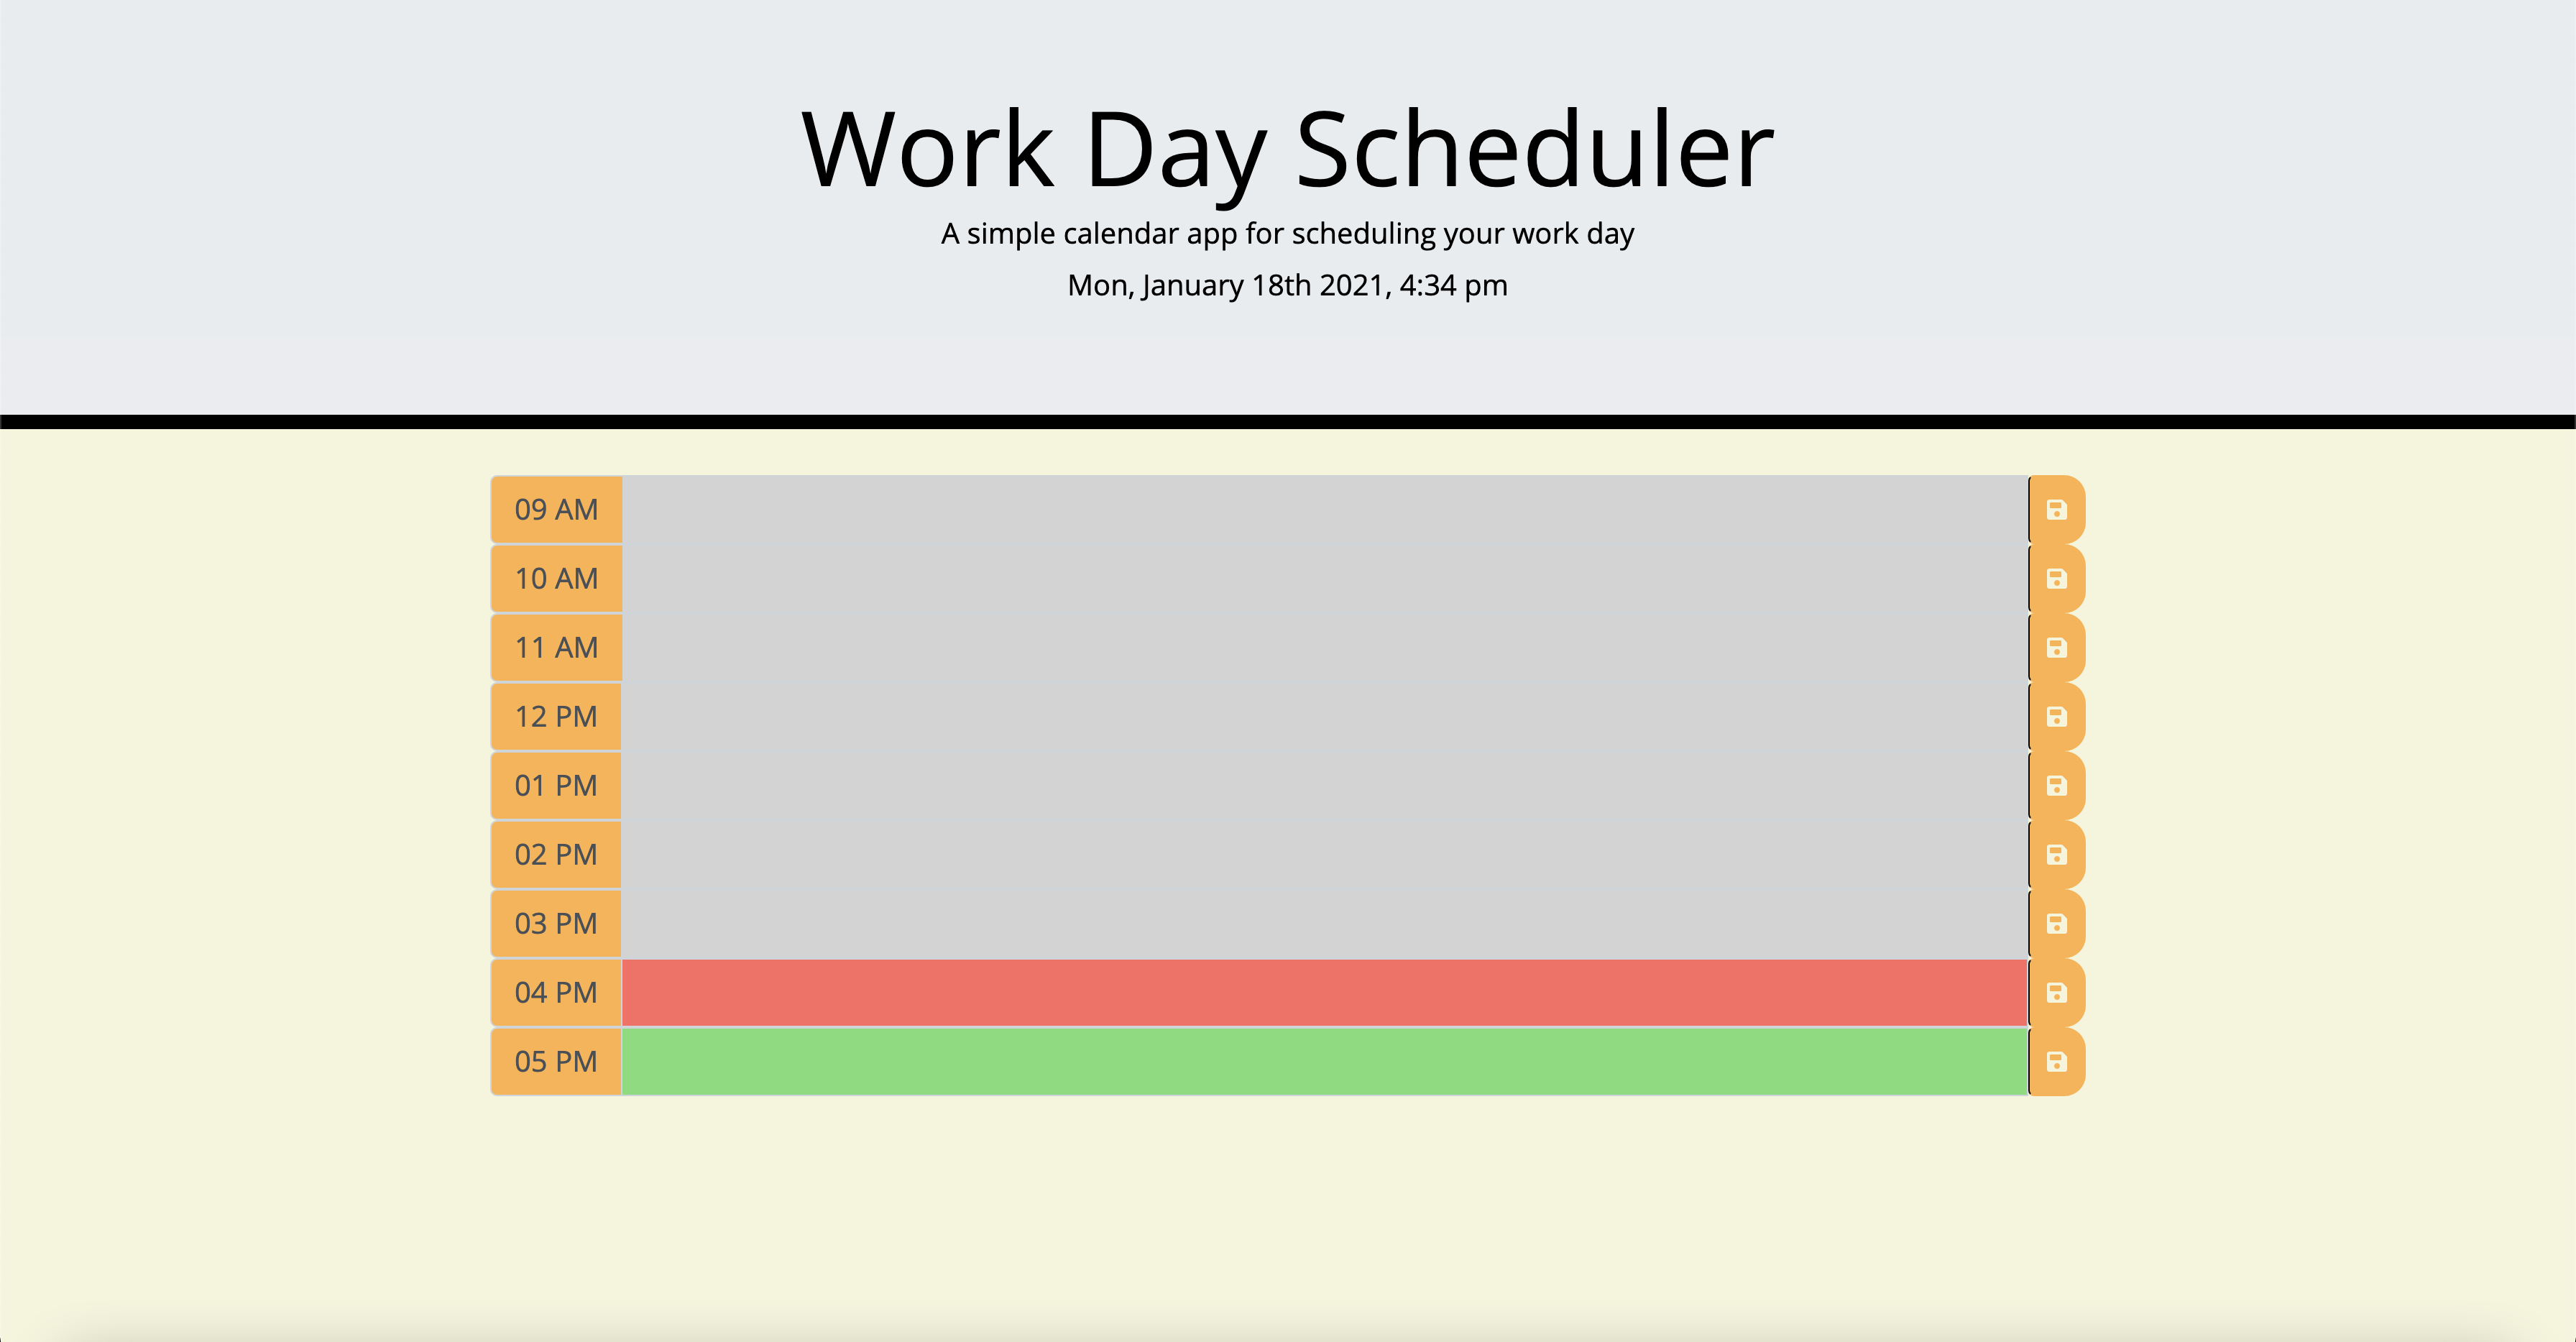 Work Day Scheduler
A simple calendar app for scheduling your work day
Mon, January 18th 2021, 4:34 pm
09 AM
10 AM
11 AM
12 PM
01 PM
02 PM
03 PM
04 PM
05 PM